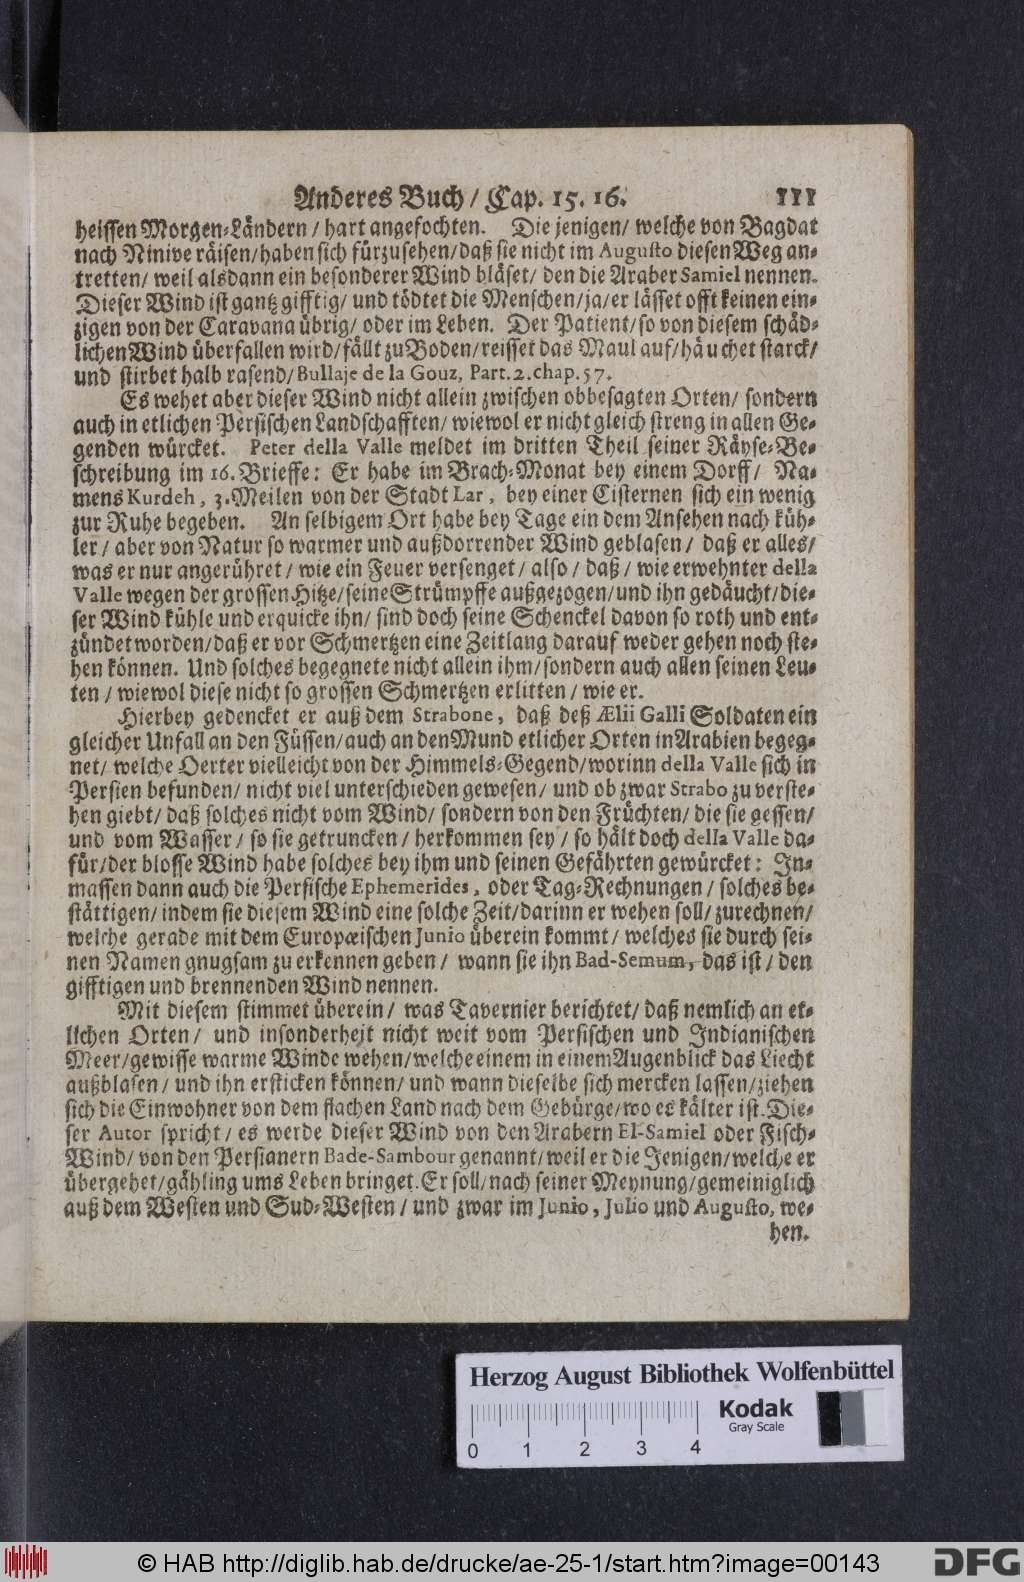 Anderes Buch / Cap. 15. 16. 111
heissen Morgen-Ländern / hart angefochten. Die jenigen / welche von Bagdat
nach Ninive räisen / haben sich fürzusehen / daß sie nicht im Augusto diesen Weg an-
tretten / weil alsdann ein besonderer Wind bläset / den die Araber Samiel nennen.
Dieser Wind ist gantz gifftig / und tödtet die Menschen / ja / er lässet offt keinen ein-
zigen von der Caravana übrig / oder im Leben. Der Patient / so von diesem schäd-
lichen Wind überfallen wird / fällt zu Boden / reisset das Maul auf / häuchet starck /
und stirbet halb rasend / Bullaje de la Gouz, Part. 2. chap. 57.
Es wehet aber dieser Wind nicht allein zwischen obbesagten Orten / sondern
auch in etlichen Persischen Landschafften / wiewol er nicht gleich streng in allen Ge-
genden würcket. Peter della Valle meldet im dritten Theil seiner Räyse-Be-
schreibung im 16. Brieffe: Er habe im Brach-Monat bey einem Dorff / Na-
mens Kurdeh, 3. Meilen von der Stadt Lar, bey einer Cisternen sich ein wenig
zur Ruhe begeben. An selbigem Ort habe bey Tage ein dem Ansehen nach küh-
ler / aber von Natur so warmer und außdorrender Wind geblasen / daß er alles /
was er nur angerühret / wie ein Feuer versenget / also / daß / wie erwehnter della
Valle wegen der grossen Hitze / seine Strümpffe außgezogen / und ihn gedäucht / die-
ser Wind kühle und erquicke ihn / sind doch seine Schenckel davon so roth und ent-
zündet worden / daß er vor Schmertzen eine Zeitlang darauf weder gehen noch ste-
hen können. Und solches begegnete nicht allein ihm / sondern auch allen seinen Leu-
ten / wiewol diese nicht so grossen Schmertzen erlitten / wie er.
Hierbey gedencket er auß dem Strabone, daß deß Ælii Galli Soldaten ein
gleicher Unfall an den Füssen / auch an den Mund etlicher Orten in Arabien begeg-
net / welche Oerter vielleicht von der Himmels-Gegend / worinn della Valle sich in
Persien befunden / nicht viel unterschieden gewesen / und ob zwar Strabo zu verste-
hen giebt / daß solches nicht vom Wind / sondern von den Früchten / die sie gessen /
und vom Wasser / so sie getruncken / herkommen sey / so hält doch della Valle da-
für / der blosse Wind habe solches bey ihm und seinen Gefährten gewürcket: In-
massen dann auch die Persische Ephemerides, oder Tag-Rechnungen / solches be-
stättigen / indem sie diesem Wind eine solche Zeit / darinn er wehen soll / zurechnen /
welche gerade mit dem Europæischen Junio überein kommt / welches sie durch sei-
nen Namen gnugsam zu erkennen geben / wann sie ihn Bad-Semum, das ist / den
gifftigen und brennenden Wind nennen.
Mit diesem stimmet überein / was Tavernier berichtet / daß nemlich an et-
lichen Orten / und insonderheit nicht weit vom Persischen und Indianischen
Meer / gewisse warme Winde wehen / welche einem in einem Augenblick das Liecht
außblasen / und ihn ersticken können / und wann dieselbe sich mercken lassen / ziehen
sich die Einwohner von dem flachen Land nach dem Gebürge / wo es kälter ist. Die-
ser Autor spricht / es werde dieser Wind von den Arabern El-Samiel oder Fisch-
Wind / von den Persianern Bade-Sambour genannt / weil er die Jenigen / welche er
übergehet / gähling ums Leben bringet. Er soll / nach seiner Meynung / gemeiniglich
auß dem Westen und Sud-Westen / und zwar im Junio, Julio und Augusto, we-
hen.
Herzog August Bibliothek Wolfenbüttel
Kodak
Gray Scale
0 1 2 3 4
© HAB http://diglib.hab.de/drucke/ae-25-1/start.htm?image=00143
DFG